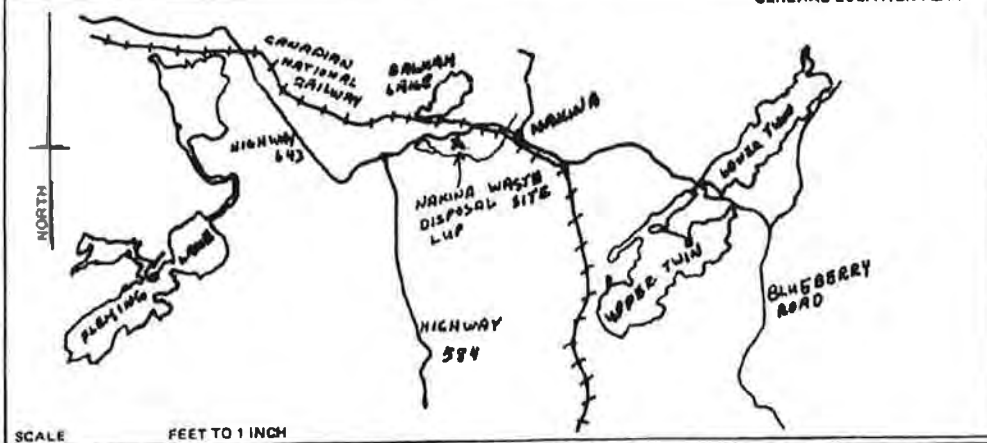 CANADIAN
NATIONAL
RAILWAY
LAKE
NAKINA
HIGHWAY
643
NAKINA WASTE
DISPOSAL SITE
LUP
LOWER TWIN
UPPER TWIN
NORTH
FLEMING LAKE
HIGHWAY
584
BLUEBERRY
ROAD
SCALE FEET TO 1 INCH